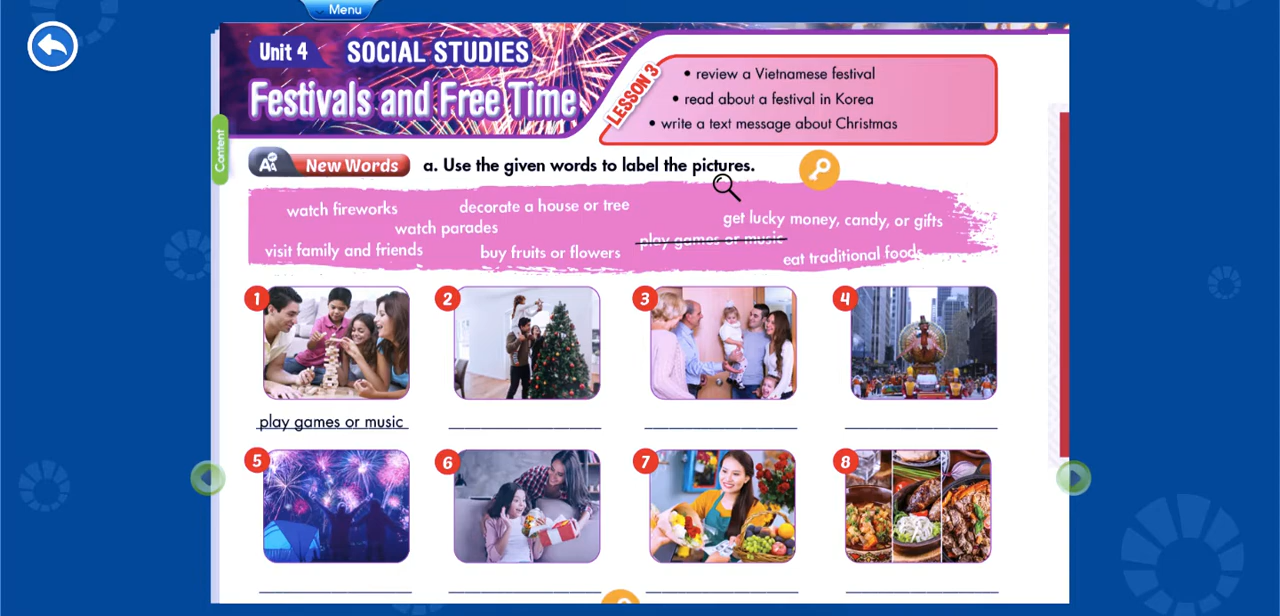 Menu
Unit 4
SOCIAL STUDIES
Festivals and Free Time
LESSON 3
• review a Vietnamese festival
• read about a festival in Korea
• write a text message about Christmas
Content
New Words
a. Use the given words to label the pictures.
watch fireworks
decorate a house or tree
get lucky money, candy, or gifts
watch parades
play games or music
visit family and friends
buy fruits or flowers
eat traditional foods
1
2
3
4
play games or music
5
6
7
8